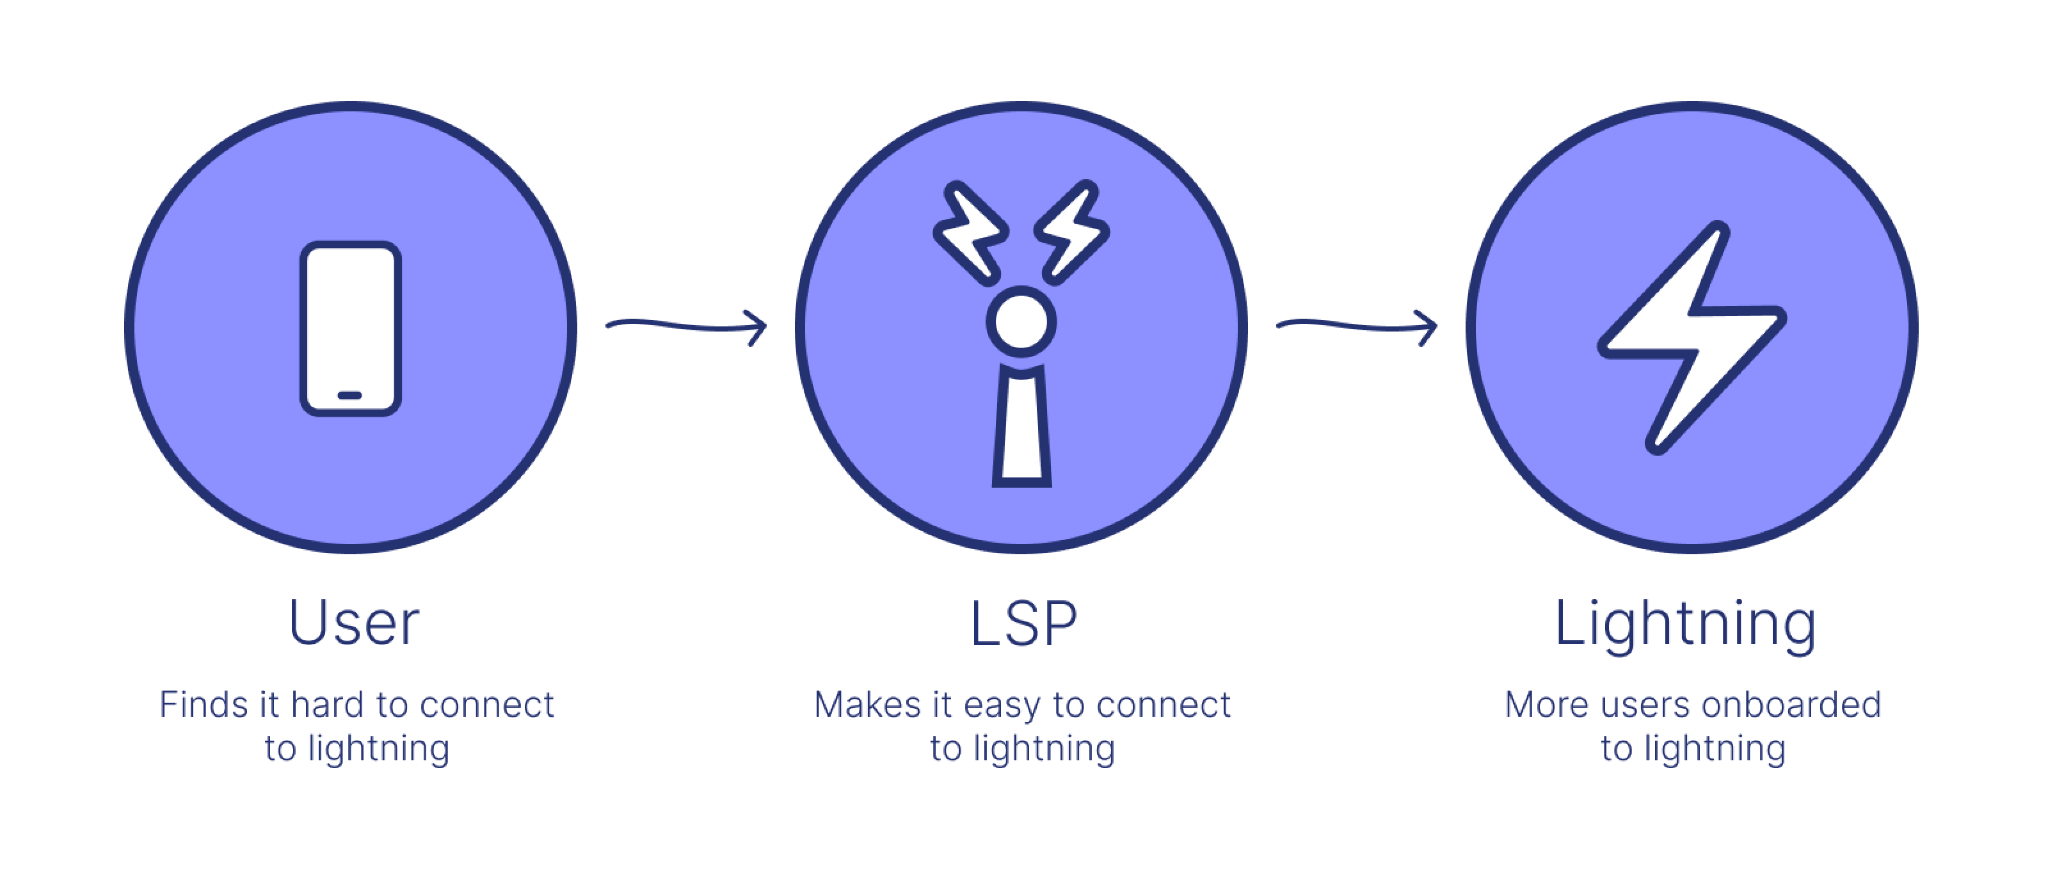 User
Finds it hard to connect
to lightning
LSP
Makes it easy to connect
to lightning
Lightning
More users onboarded
to lightning